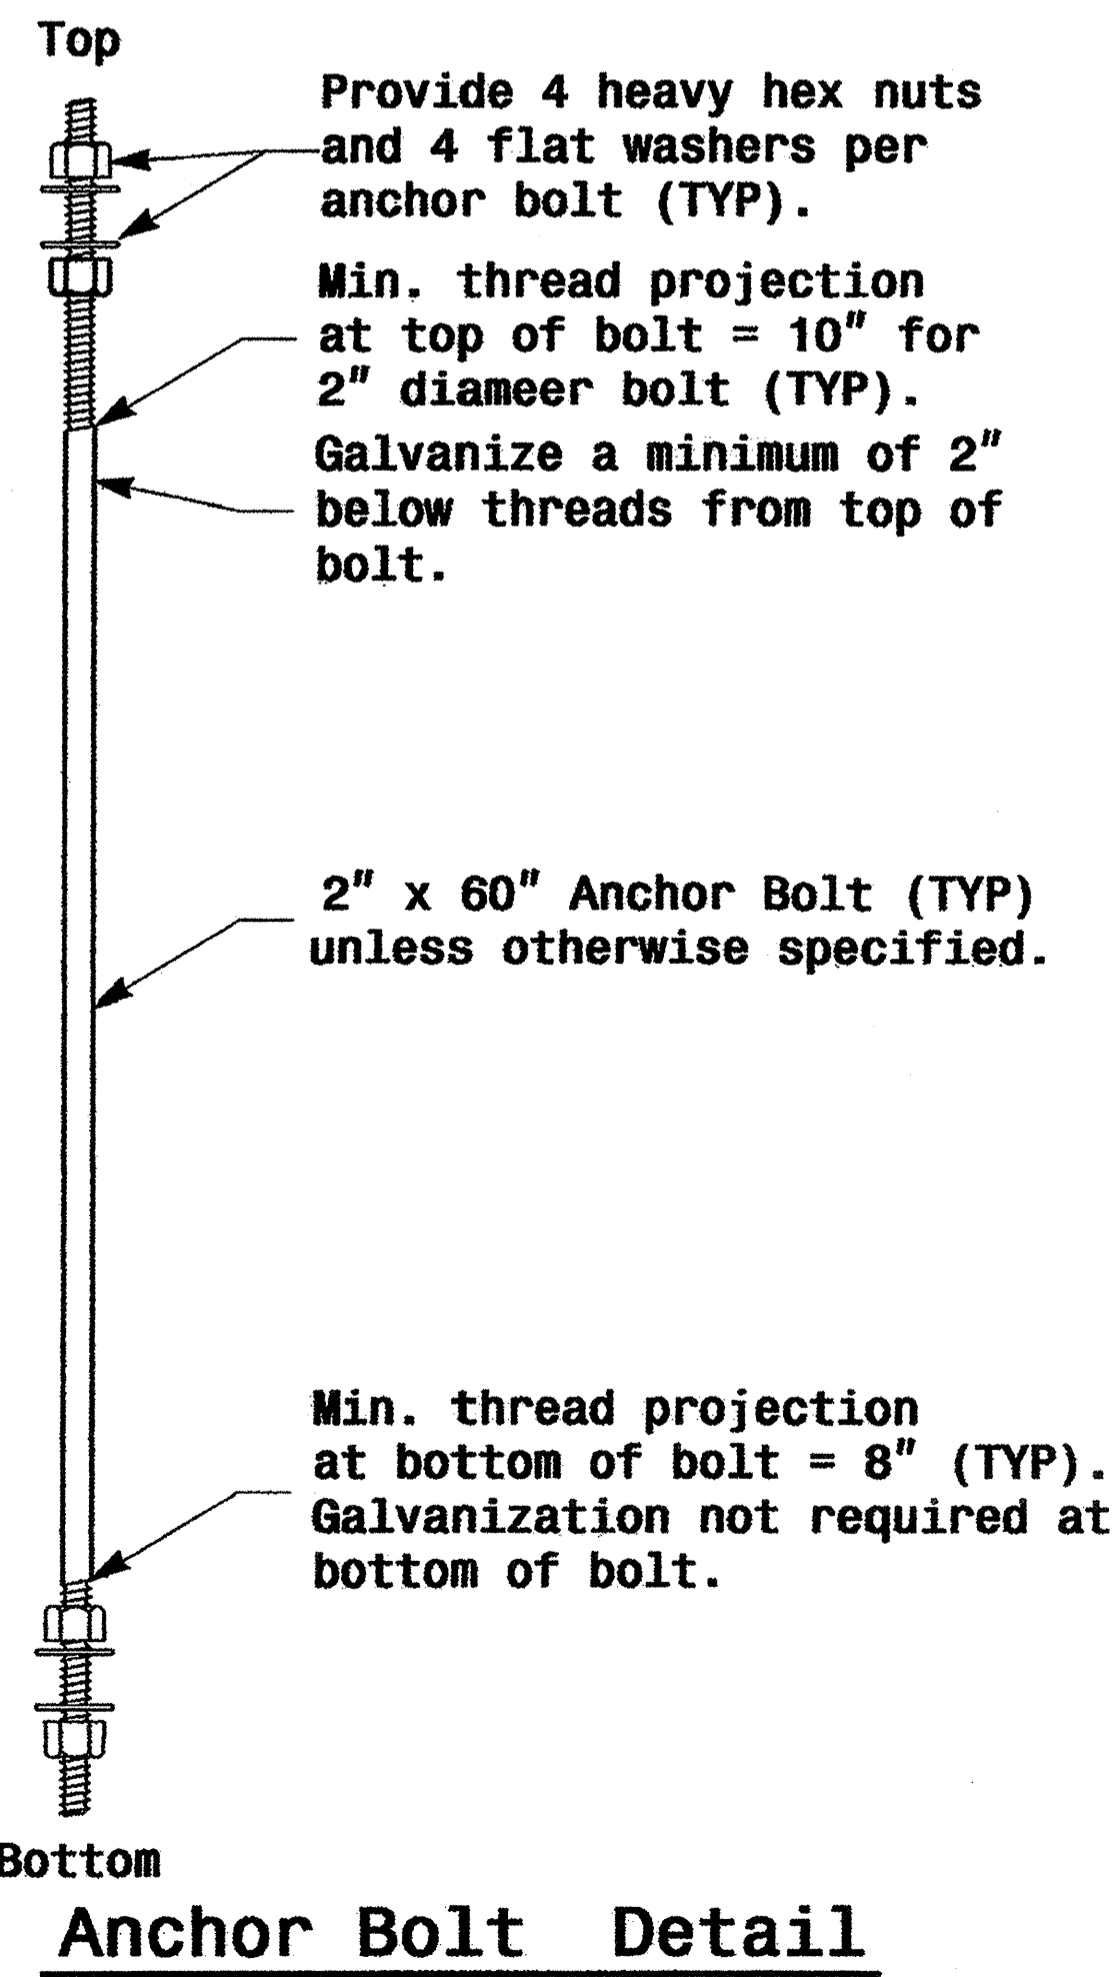 Top
Provide 4 heavy hex nuts
and 4 flat washers per
anchor bolt (TYP).
Min. thread projection
at top of bolt = 10" for
2" diameer bolt (TYP).
Galvanize a minimum of 2"
below threads from top of
bolt.
2" x 60" Anchor Bolt (TYP)
unless otherwise specified.
Min. thread projection
at bottom of bolt = 8" (TYP).
Galvanization not required at
bottom of bolt.
Bottom
Anchor Bolt Detail